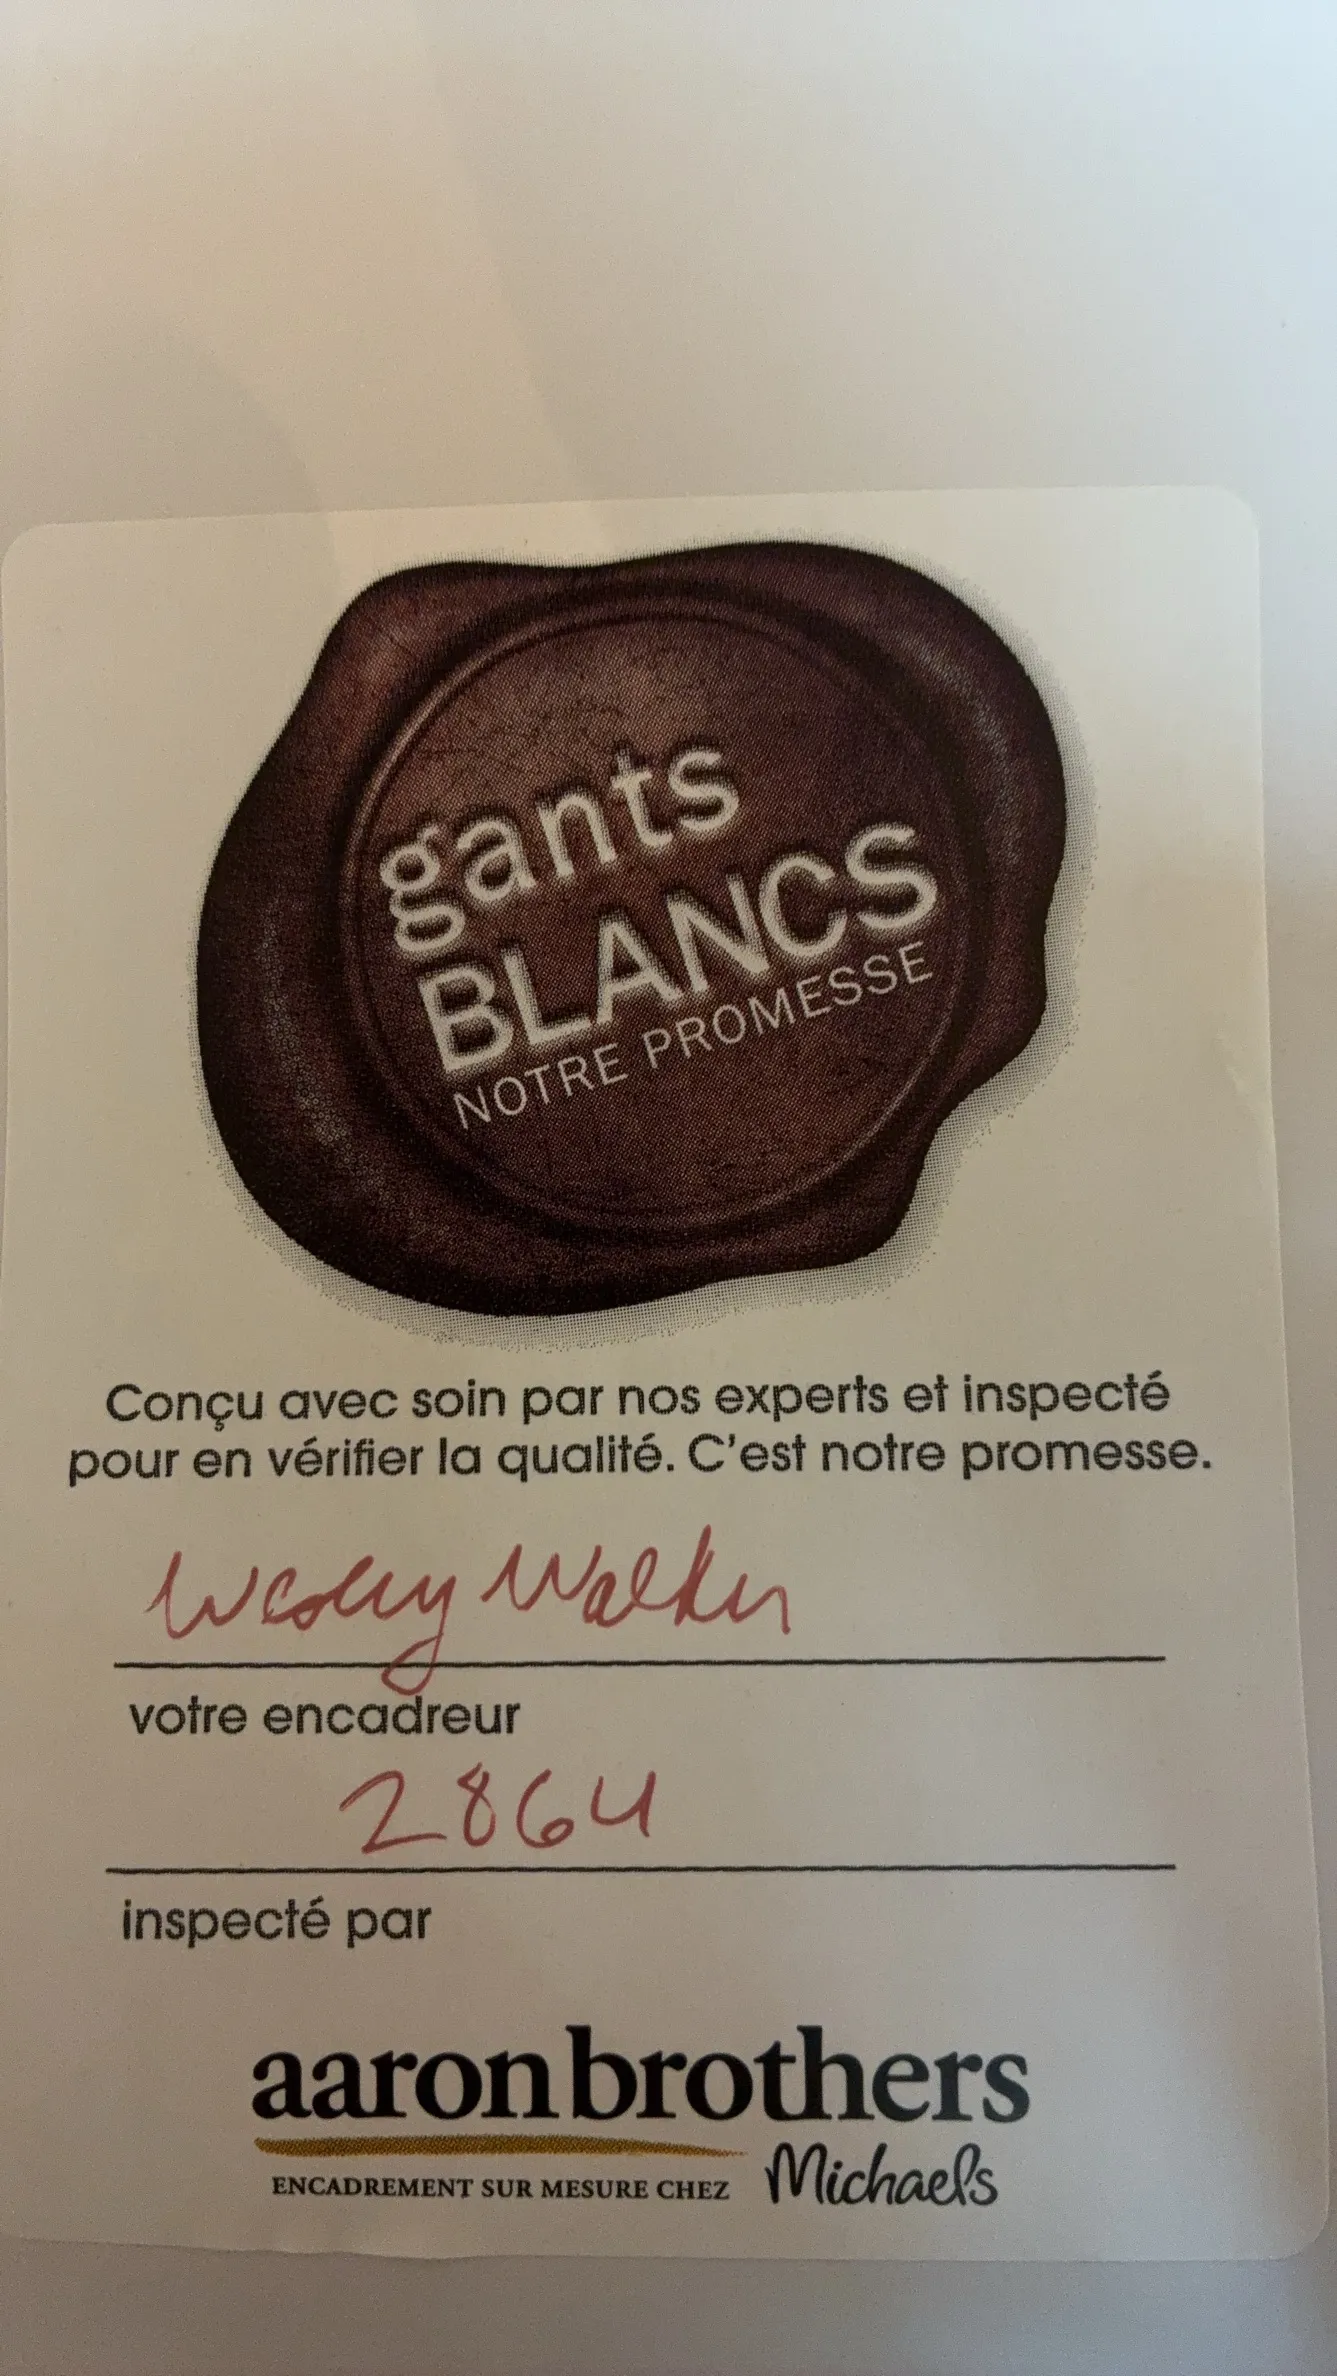 gants
BLANCS
NOTRE PROMESSE
Conçu avec soin par nos experts et inspecté
pour en vérifier la qualité. C'est notre promesse.
Wesley Walker
votre encadreur
2864
inspecté par
aaron brothers
ENCADREMENT SUR MESURE CHEZ Michaels